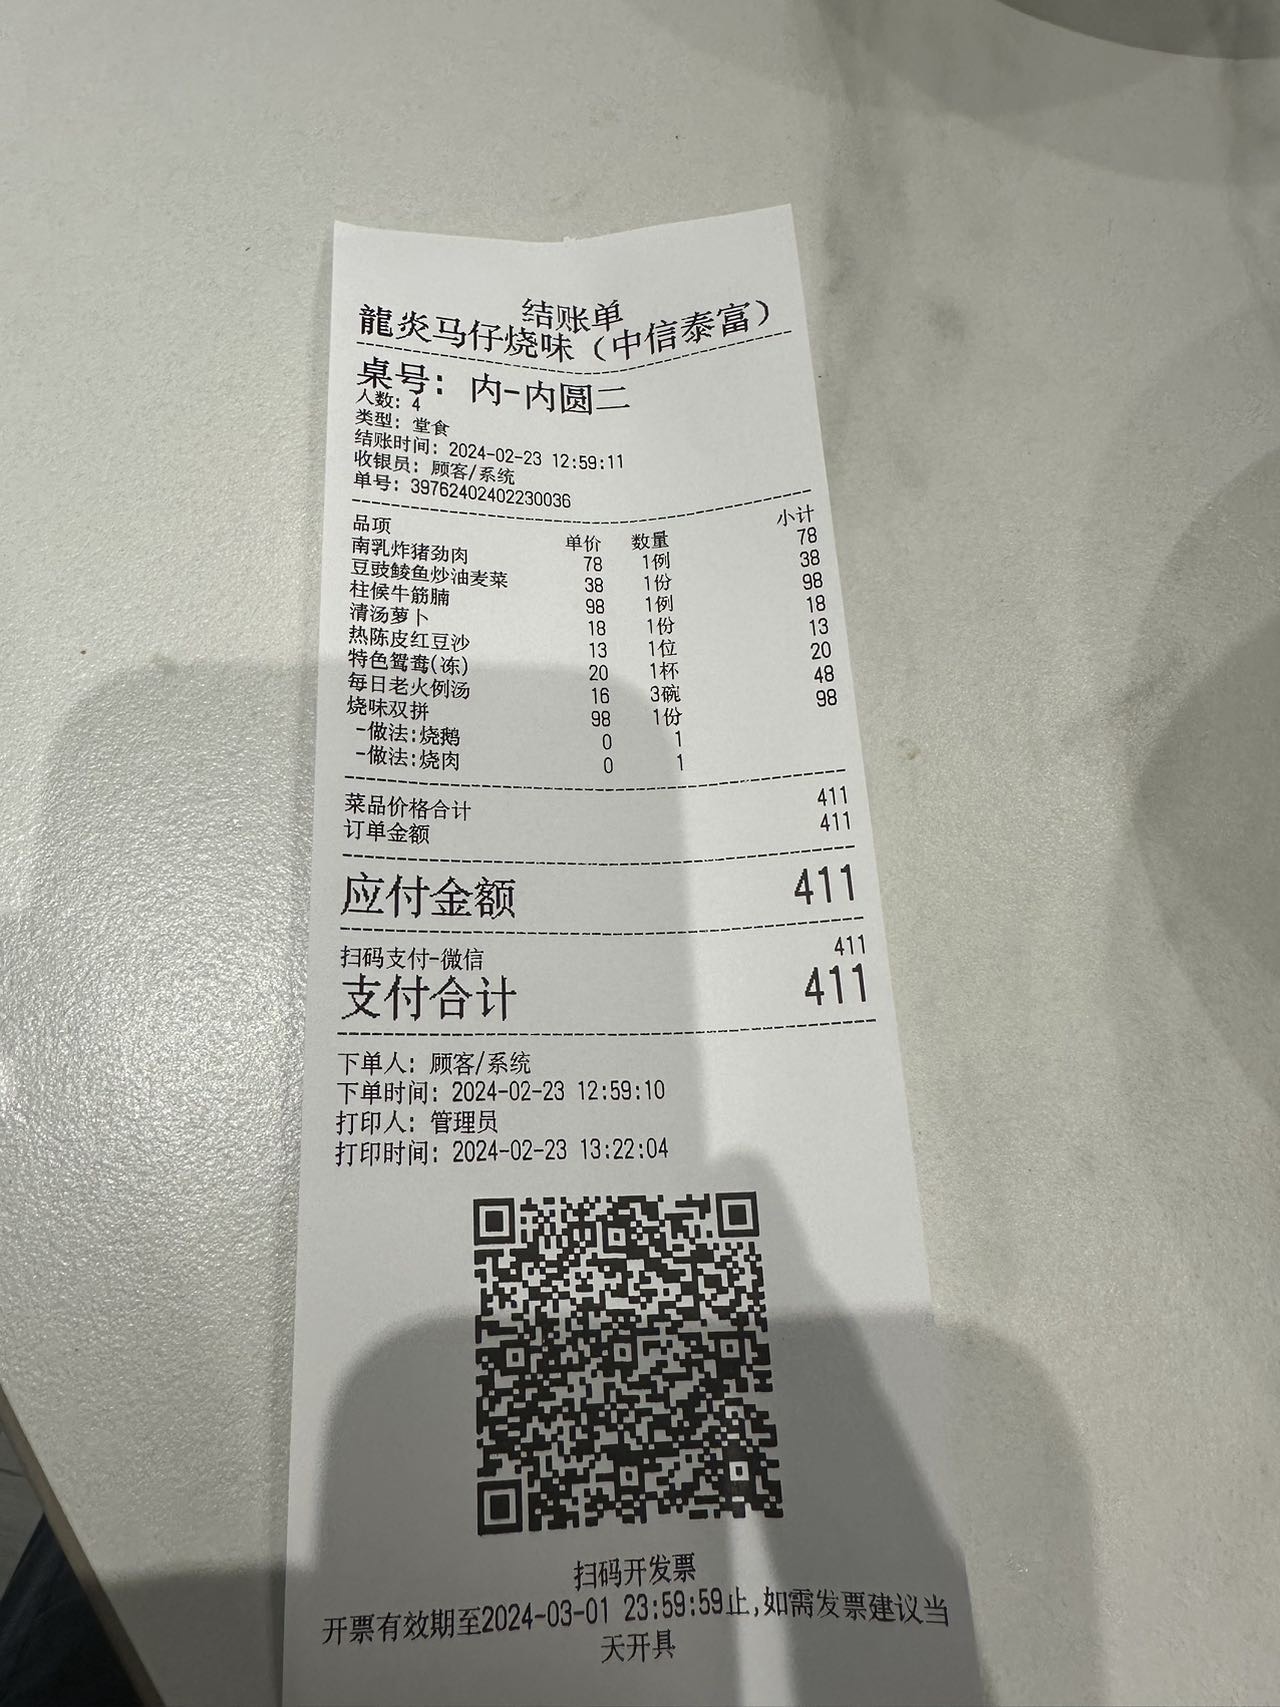 结账单
龍炎马仔烧味（中信泰富）
桌号: 内-内圆二
人数: 4
类型: 堂食
结账时间: 2024-02-23 12:59:11
收银员: 顾客/系统
单号: 39762402402230036
品项 单价 数量 小计
南乳炸猪劲肉 78 1例 78
豆豉鲮鱼炒油麦菜 38 1份 38
柱候牛筋腩 98 1例 98
清汤萝卜 18 1份 18
热陈皮红豆沙 13 1位 13
特色鸳鸯(冻) 20 1杯 20
每日老火例汤 16 3碗 48
烧味双拼 98 1份 98
-做法:烧鹅 0 1
-做法:烧肉 0 1
菜品价格合计 411
订单金额 411
应付金额 411
扫码支付-微信 411
支付合计 411
下单人: 顾客/系统
下单时间: 2024-02-23 12:59:10
打印人: 管理员
打印时间: 2024-02-23 13:22:04
扫码开发票
开票有效期至2024-03-01 23:59:59止,如需发票建议当
天开具